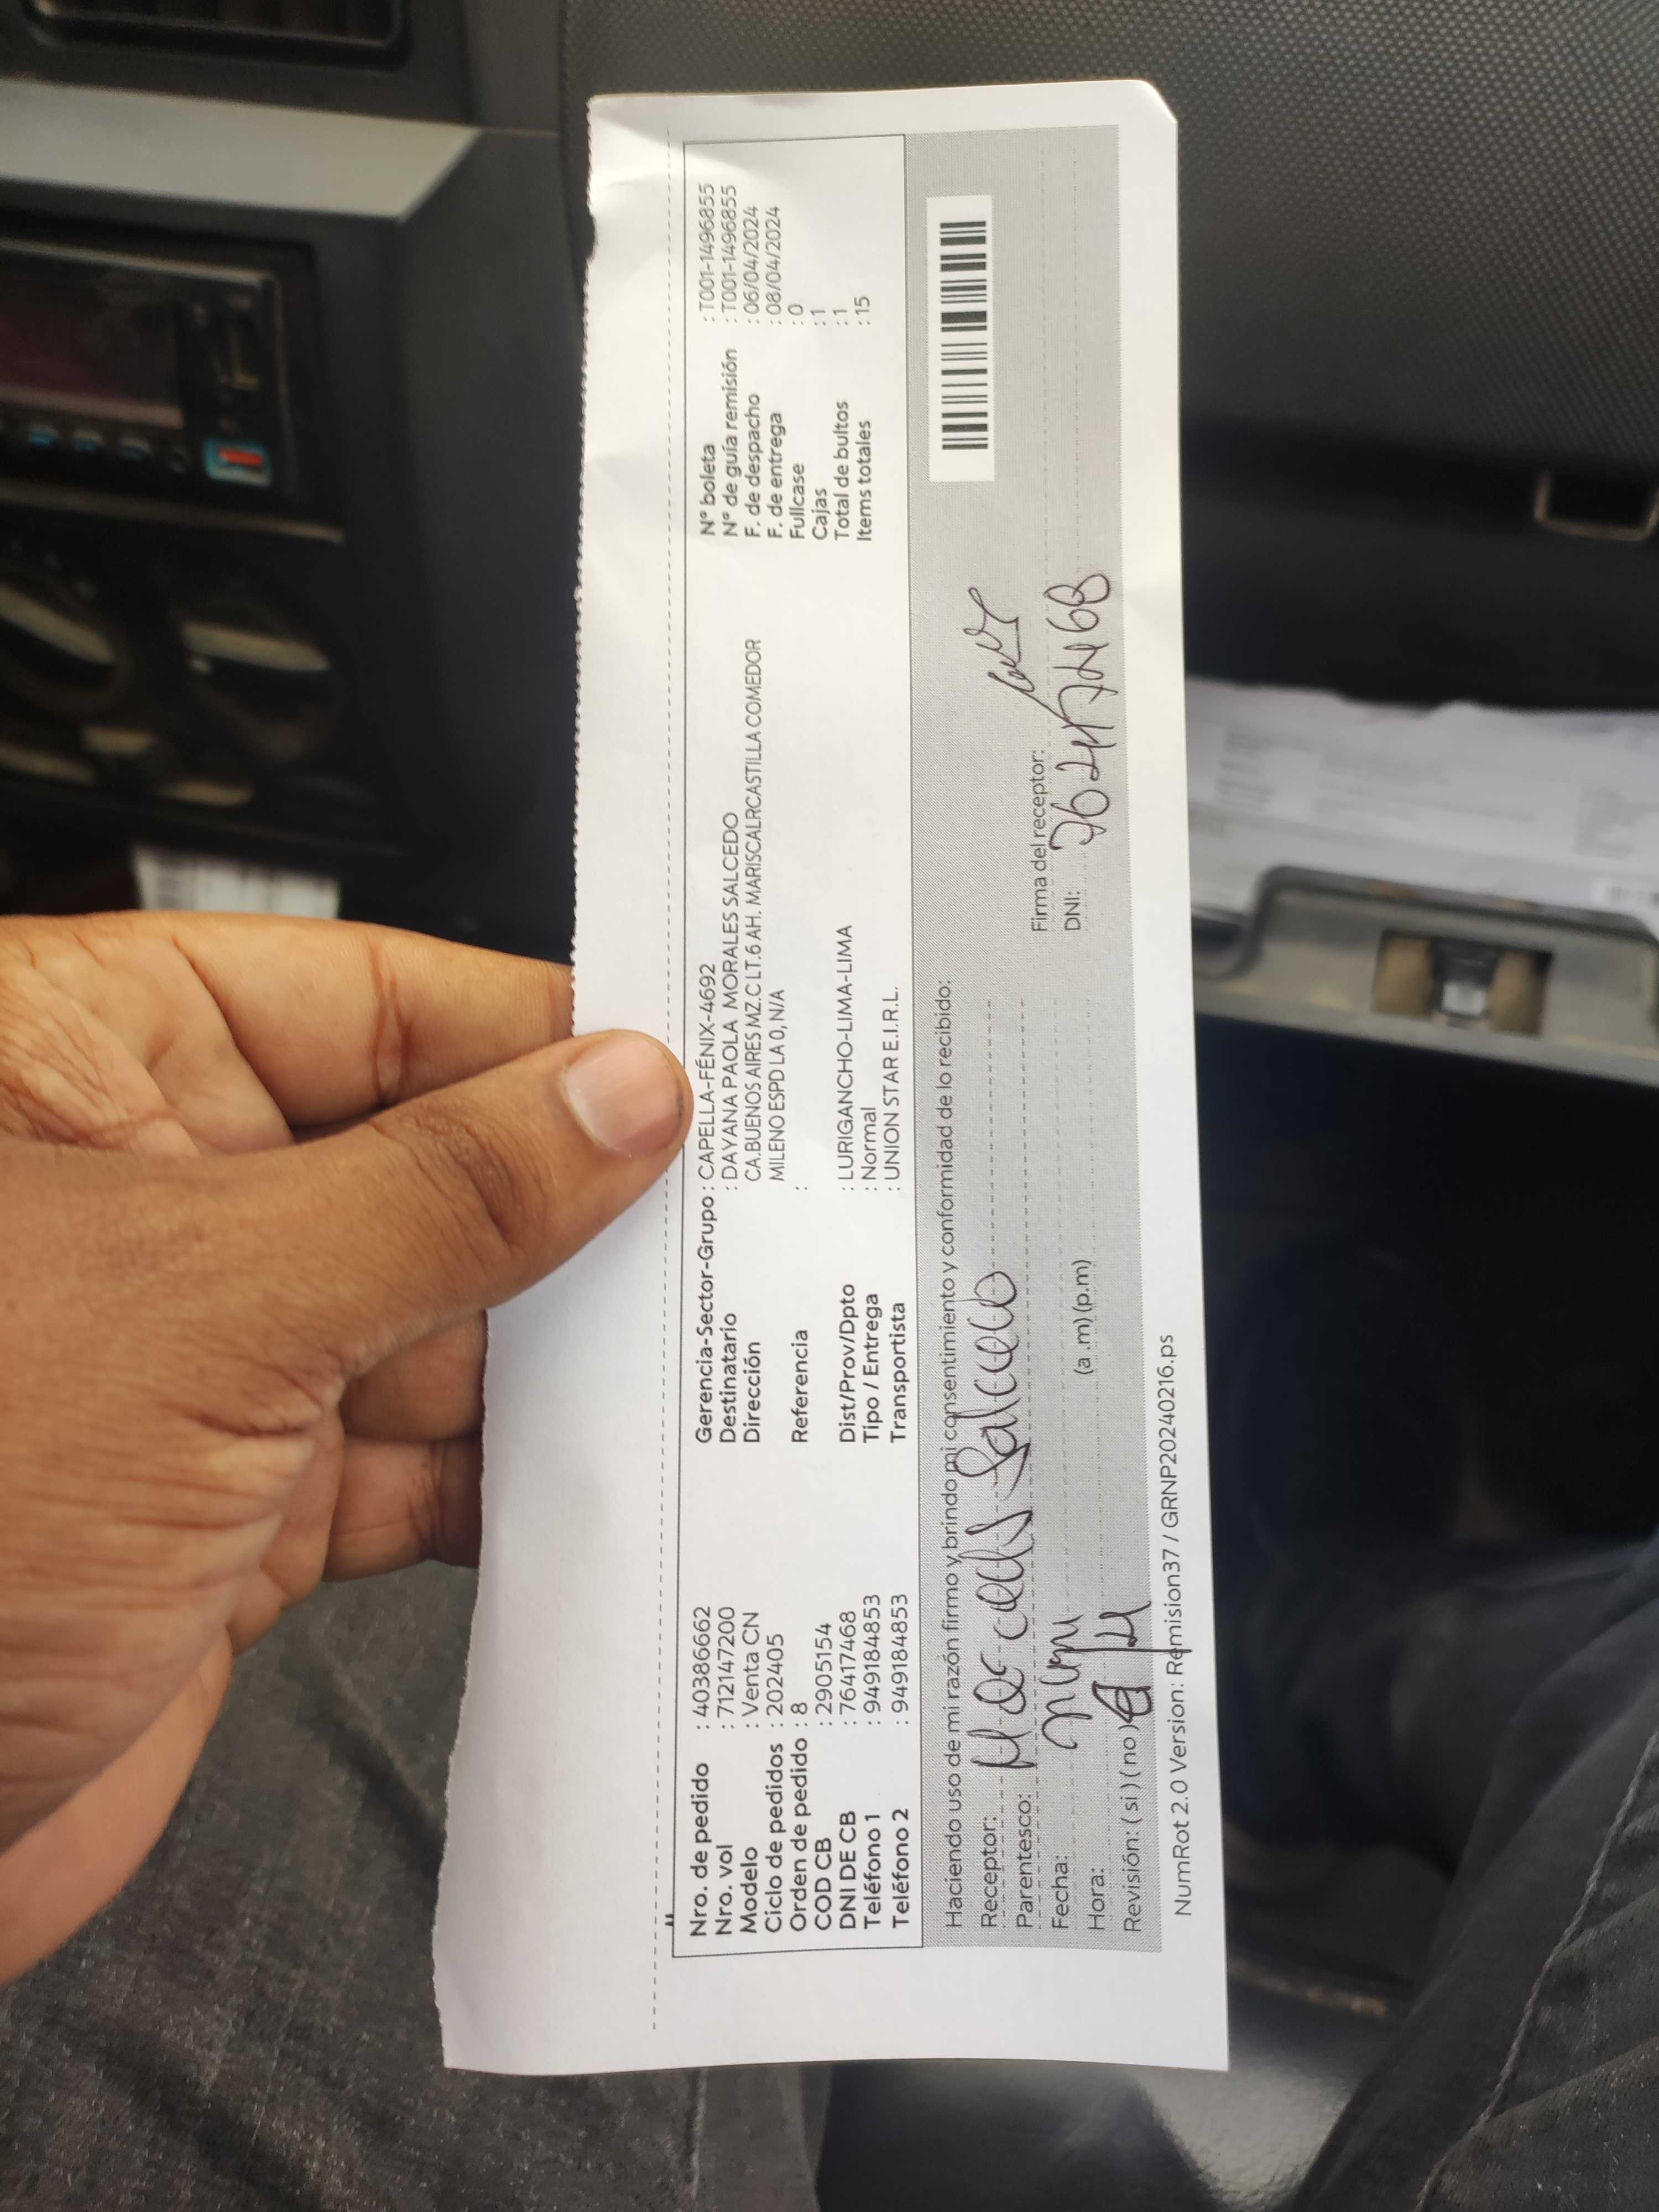 Nro. de pedido : 40386662
Nro. vol : 712147200
Modelo : Venta CN
Ciclo de pedidos : 202405
Orden de pedido : 8
COD CB : 2905154
DNI DE CB : 76417468
Teléfono 1 : 949184853
Teléfono 2 : 949184853
Gerencia-Sector-Grupo : CAPELLA-FÉNIX-4692
Destinatario : DAYANA PAOLA MORALES SALCEDO
Dirección CA.BUENOS AIRES MZ.C LT.6 AH. MARISCALRCASTILLA COMEDOR
MILENO ESPD LA 0, N/A
Referencia :
Dist/Prov/Dpto : LURIGANCHO-LIMA-LIMA
Tipo / Entrega : Normal
Transportista : UNION STAR E.I.R.L.
N° boleta : T001-1496855
N° de guía remisión : T001-1496855
F. de despacho : 06/04/2024
F. de entrega : 08/04/2024
Fullcase : 0
Cajas : 1
Total de bultos : 1
Items totales : 15
Haciendo uso de mi razón firmo y brindo mi consentimiento y conformidad de lo recibido:
Receptor: Salcedo
Parentesco:
Fecha:
Hora: (a .m) (p.m)
Revisión: ( si ) ( no )
Firma del receptor:
DNI: 76417468
NumRot 2.0 Version: Remision37 / GRNP20240216.ps